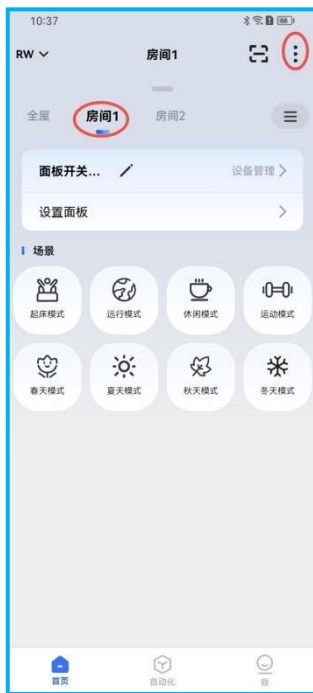 10:37
66
RW
房间1
全屋
房间1
房间2
面板开关...
设备管理
设置面板
场景
起床模式
远行模式
休闲模式
运动模式
春天模式
夏天模式
秋天模式
冬天模式
首页
自动化
我